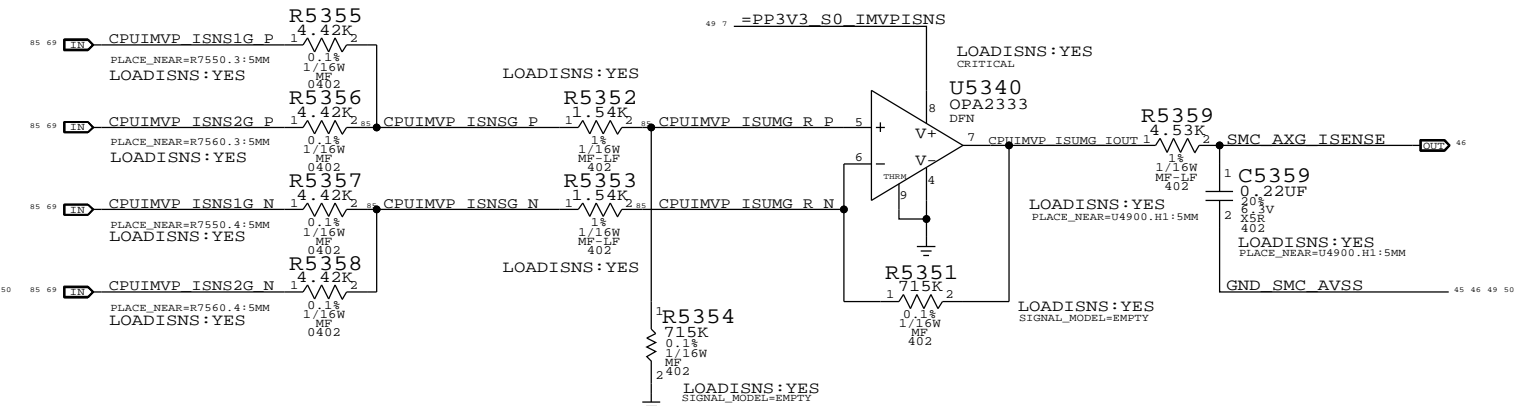 R5355
4.42K
85 69 IN CPUIMVP_ISNS1G_P 1 2
PLACE_NEAR=R7550.3:5MM
LOADISNS:YES
0.1%
1/16W
MF
0402
R5356
4.42K
85 69 IN CPUIMVP_ISNS2G_P 1 2
PLACE_NEAR=R7560.3:5MM
LOADISNS:YES
0.1%
1/16W
MF
0402
R5357
4.42K
85 69 IN CPUIMVP_ISNS1G_N 1 2
PLACE_NEAR=R7550.4:5MM
LOADISNS:YES
0.1%
1/16W
MF
0402
R5358
4.42K
50 85 69 IN CPUIMVP_ISNS2G_N 1 2
PLACE_NEAR=R7560.4:5MM
LOADISNS:YES
0.1%
1/16W
MF
0402
LOADISNS:YES
R5352
1.54K
85 CPUIMVP_ISNSG_P 1 2 85 CPUIMVP_ISUMG_R_P 5
1%
1/16W
MF-LF
402
R5353
1.54K
85 CPUIMVP_ISNSG_N 1 2 85 CPUIMVP_ISUMG_R_N 6
1%
1/16W
MF-LF
402
LOADISNS:YES
1
R5354
715K
0.1%
1/16W
MF
402
2
LOADISNS:YES
SIGNAL_MODEL=EMPTY
49 7 =PP3V3_S0_IMVPISNS
LOADISNS:YES
CRITICAL
U5340
OPA2333
DFN
8
V+
+
-
V-
THRM
9
4
7
CPUIMVP_ISUMG_IOUT
R5351
1 715K 2
0.1%
1/16W
MF
402
LOADISNS:YES
SIGNAL_MODEL=EMPTY
R5359
4.53K
1 2 SMC_AXG_ISENSE OUT 46
1%
1/16W
MF-LF
402
LOADISNS:YES
PLACE_NEAR=U4900.H1:5MM
1
C5359
0.22UF
20%
6.3V
X5R
402
2
LOADISNS:YES
PLACE_NEAR=U4900.H1:5MM
GND_SMC_AVSS 45 46 49 50